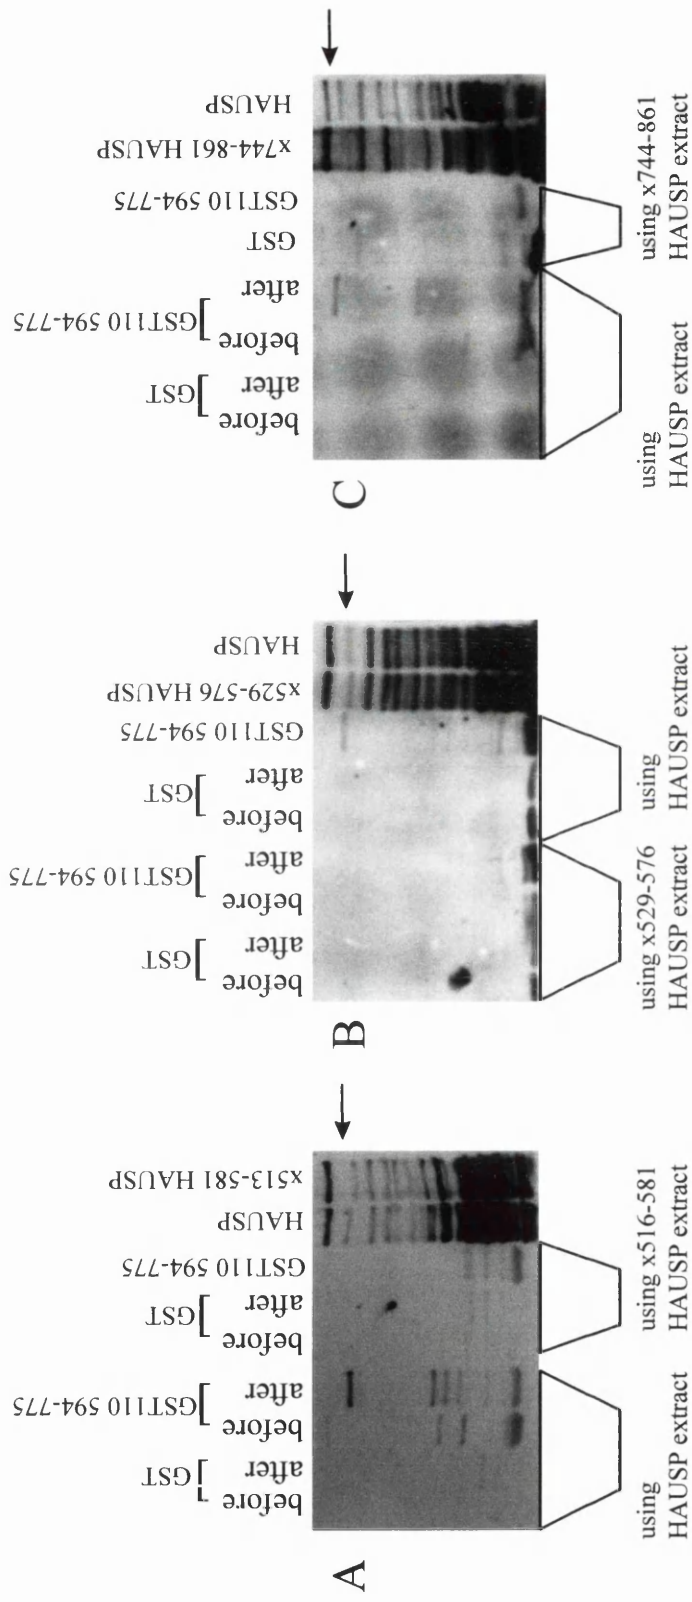 A
before
after
GST
before
after
GST110 594-775
before
after
GST
GST110 594-775
HAUSP
x513-581 HAUSP
using
HAUSP extract
using x516-581
HAUSP extract
B
before
after
GST
before
after
GST110 594-775
before
after
GST
GST110 594-775
x529-576 HAUSP
HAUSP
using x529-576
HAUSP extract
using
HAUSP extract
C
before
after
GST
before
after
GST110 594-775
GST
GST110 594-775
x744-861 HAUSP
HAUSP
using
HAUSP extract
using x744-861
HAUSP extract